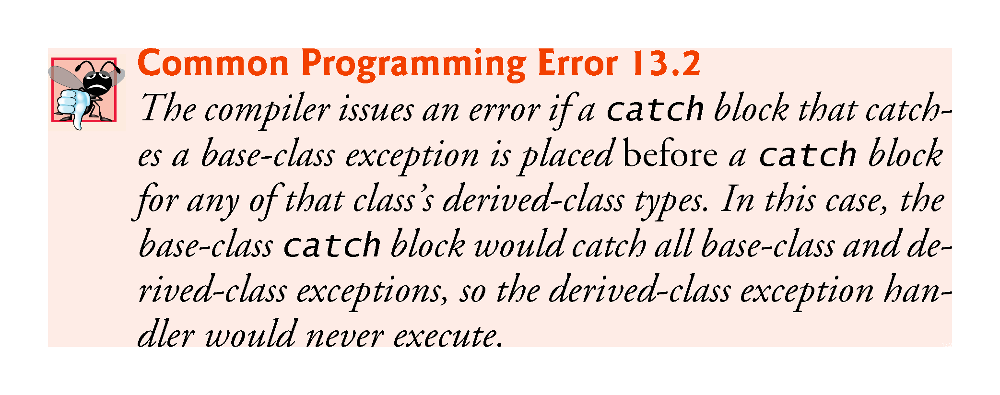 Common Programming Error 13.2
The compiler issues an error if a catch block that catch-
es a base-class exception is placed before a catch block
for any of that class’s derived-class types. In this case, the
base-class catch block would catch all base-class and de-
rived-class exceptions, so the derived-class exception han-
dler would never execute.
13.2